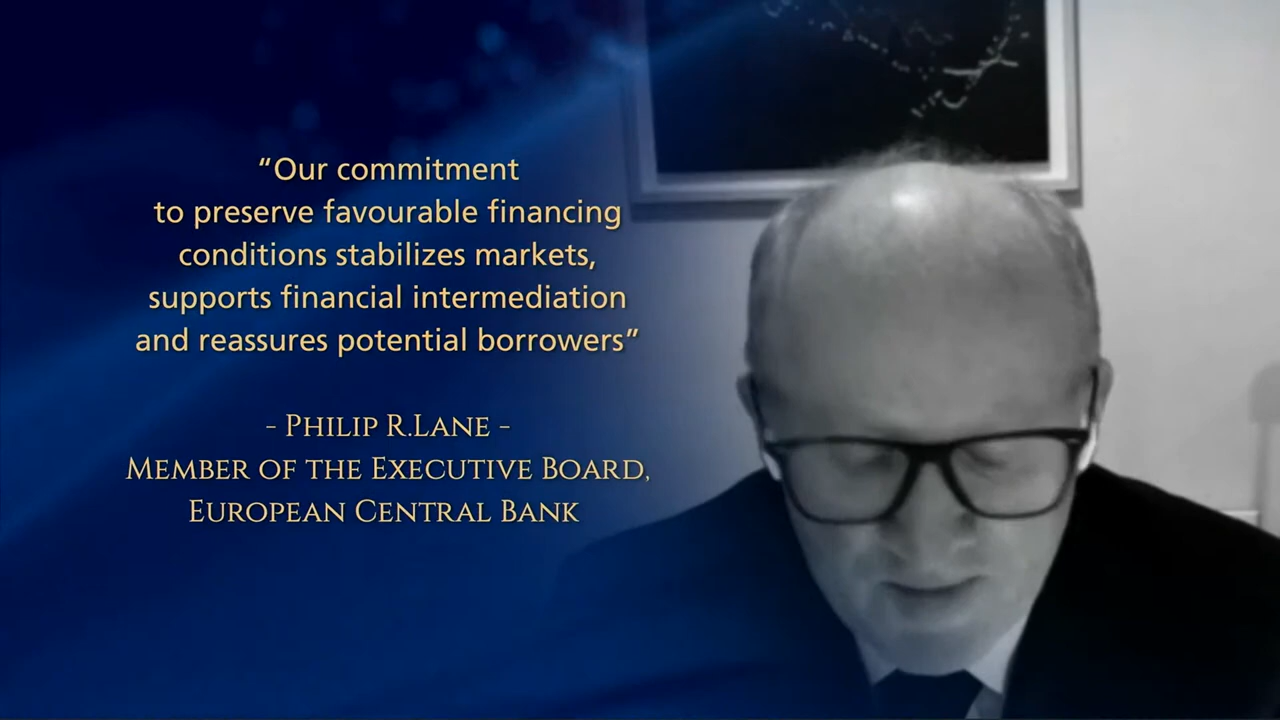 “Our commitment
to preserve favourable financing
conditions stabilizes markets,
supports financial intermediation
and reassures potential borrowers”
- Philip R.Lane -
Member of the Executive Board,
European Central Bank